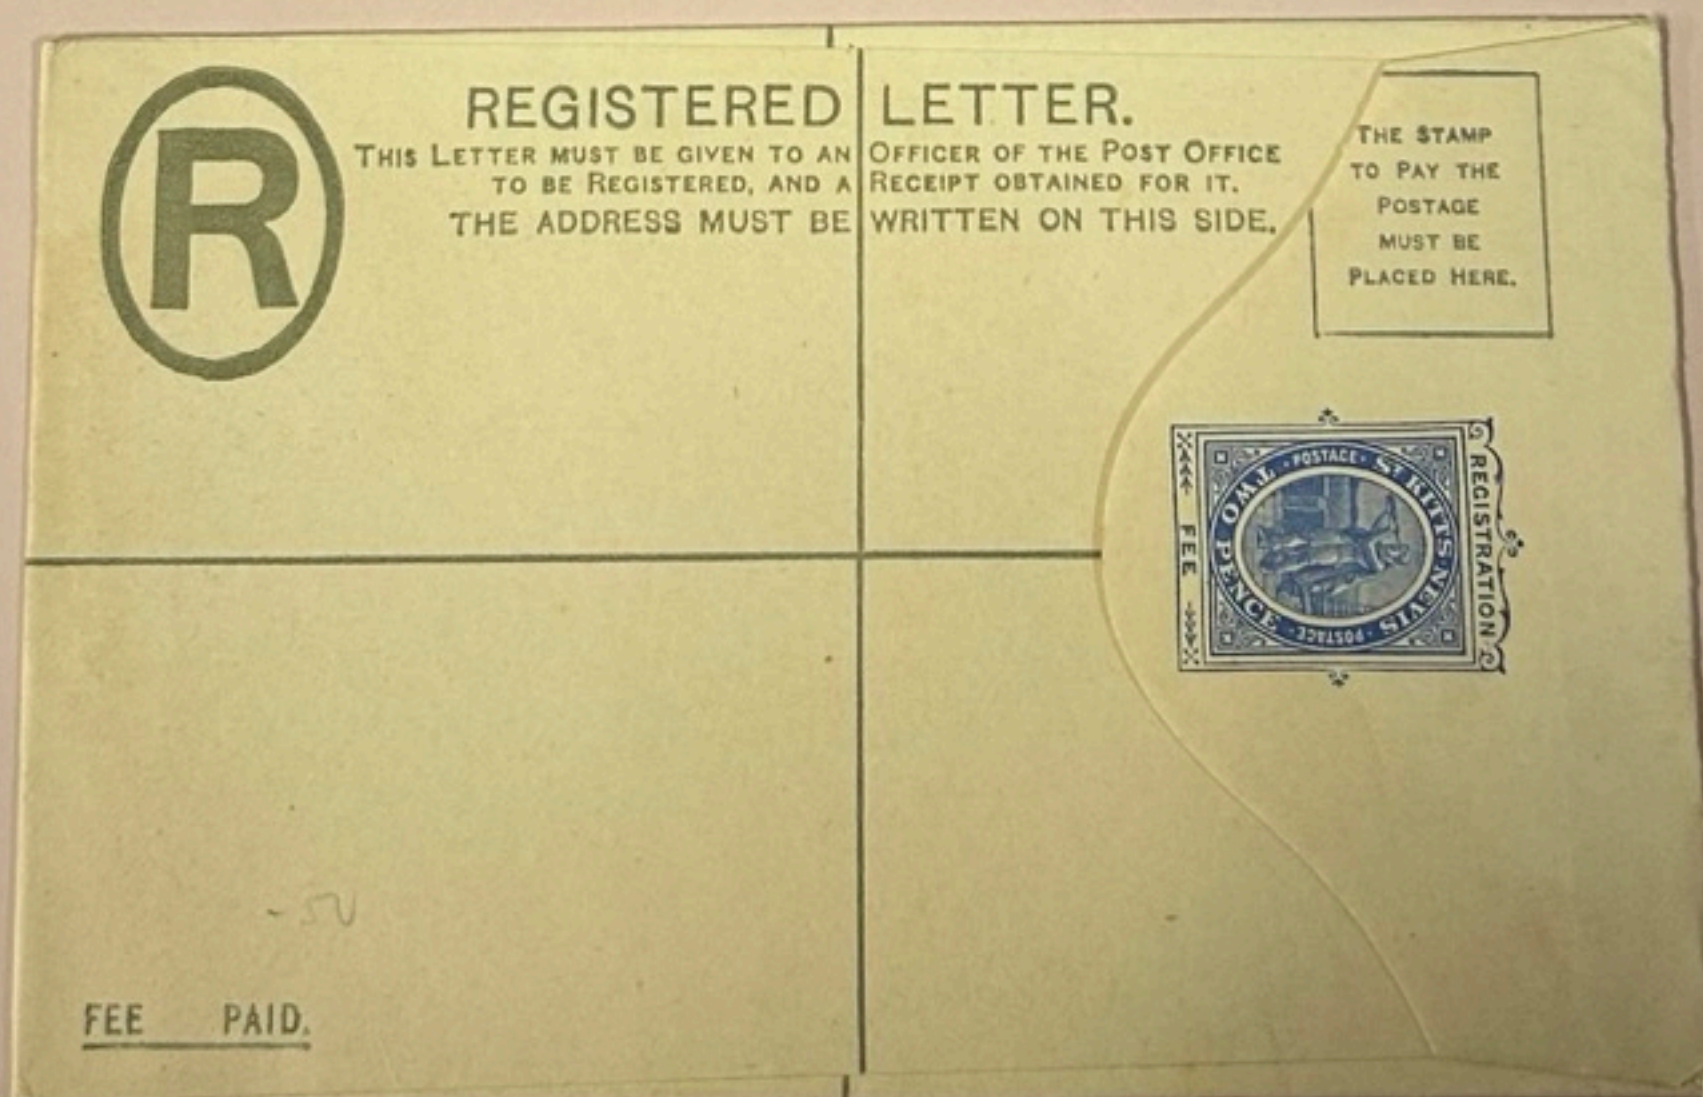 R
REGISTERED LETTER.
THIS LETTER MUST BE GIVEN TO AN OFFICER OF THE POST OFFICE
TO BE REGISTERED, AND A RECEIPT OBTAINED FOR IT.
THE ADDRESS MUST BE WRITTEN ON THIS SIDE.
THE STAMP
TO PAY THE
POSTAGE
MUST BE
PLACED HERE.
REGISTRATION
ST KITTS-NEVIS
POSTAGE
POSTAGE
TWO PENCE
FEE
FEE PAID.